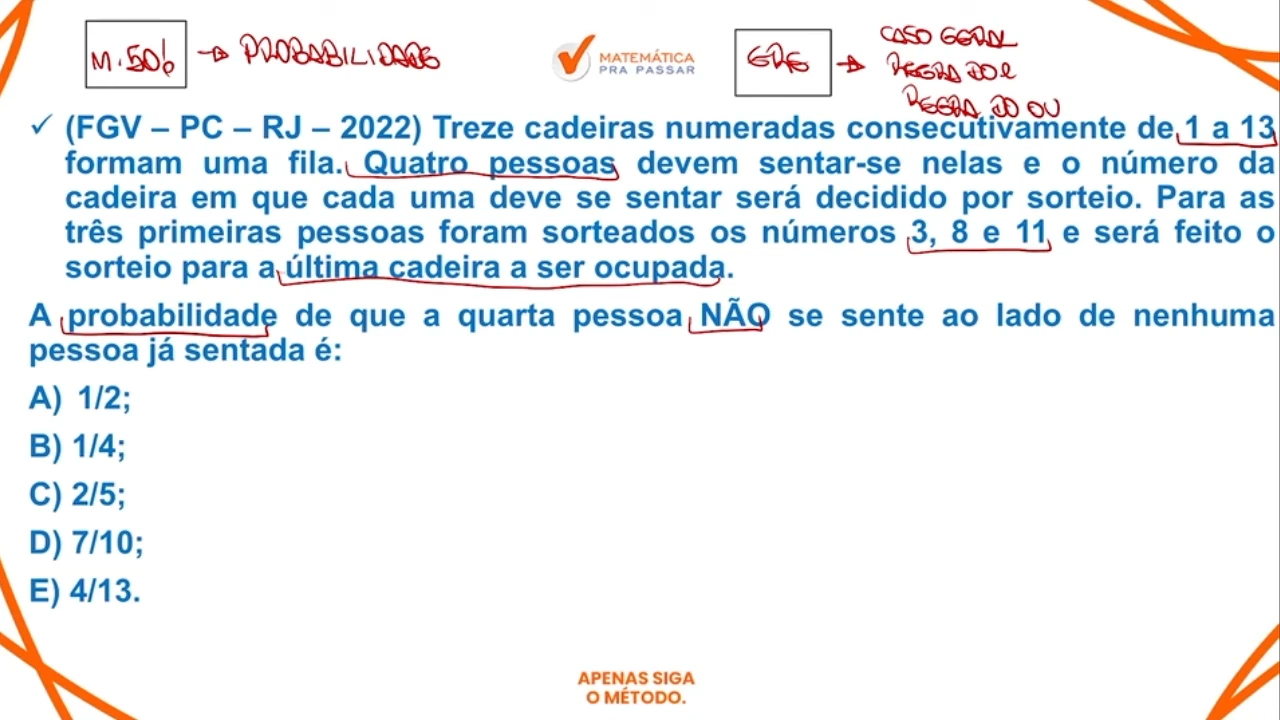 M.50% → PROBABILIDADE
MATEMÁTICA
PRA PASSAR
GRE → CASO GERAL
REGRA DO E
REGRA DO OU
✓ (FGV – PC – RJ – 2022) Treze cadeiras numeradas consecutivamente de 1 a 13
formam uma fila. Quatro pessoas devem sentar-se nelas e o número da
cadeira em que cada uma deve se sentar será decidido por sorteio. Para as
três primeiras pessoas foram sorteados os números 3, 8 e 11 e será feito o
sorteio para a última cadeira a ser ocupada.
A probabilidade de que a quarta pessoa NÃO se sente ao lado de nenhuma
pessoa já sentada é:
A) 1/2;
B) 1/4;
C) 2/5;
D) 7/10;
E) 4/13.
APENAS SIGA
O MÉTODO.